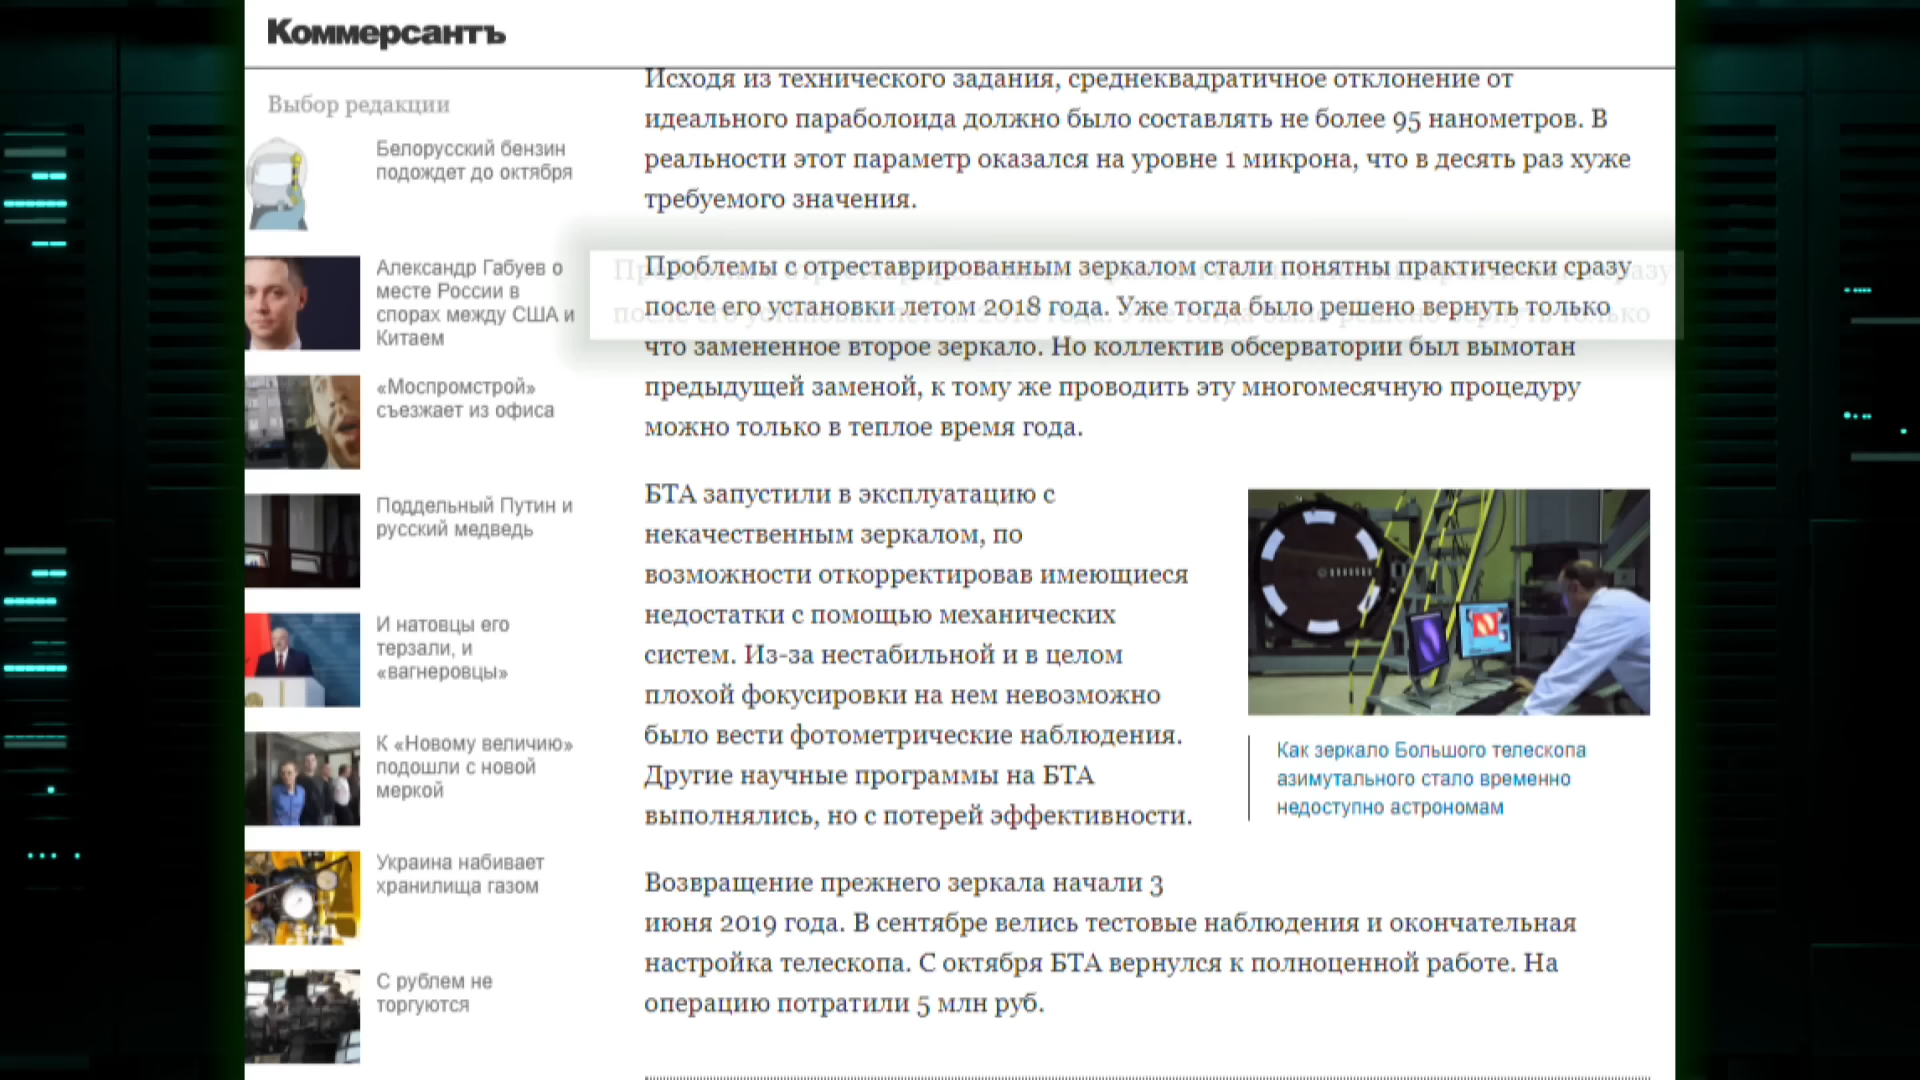 Коммерсантъ
Выбор редакции
Белорусский бензин
подождет до октября
Александр Габуев о
месте России в
спорах между США и
Китаем
«Моспромстрой»
съезжает из офиса
Поддельный Путин и
русский медведь
И натовцы его
терзали, и
«вагнеровцы»
К «Новому величию»
подошли с новой
меркой
Украина набивает
хранилища газом
С рублем не
торгуются
Исходя из технического задания, среднеквадратичное отклонение от
идеального параболоида должно было составлять не более 95 нанометров. В
реальности этот параметр оказался на уровне 1 микрона, что в десять раз хуже
требуемого значения.
Проблемы с отреставрированным зеркалом стали понятны практически сразу
после его установки летом 2018 года. Уже тогда было решено вернуть только
что замененное второе зеркало. Но коллектив обсерватории был вымотан
предыдущей заменой, к тому же проводить эту многомесячную процедуру
можно только в теплое время года.
БТА запустили в эксплуатацию с
некачественным зеркалом, по
возможности откорректировав имеющиеся
недостатки с помощью механических
систем. Из-за нестабильной и в целом
плохой фокусировки на нем невозможно
было вести фотометрические наблюдения.
Другие научные программы на БТА
выполнялись, но с потерей эффективности.
Как зеркало Большого телескопа
азимутального стало временно
недоступно астрономам
Возвращение прежнего зеркала начали 3
июня 2019 года. В сентябре велись тестовые наблюдения и окончательная
настройка телескопа. С октября БТА вернулся к полноценной работе. На
операцию потратили 5 млн руб.